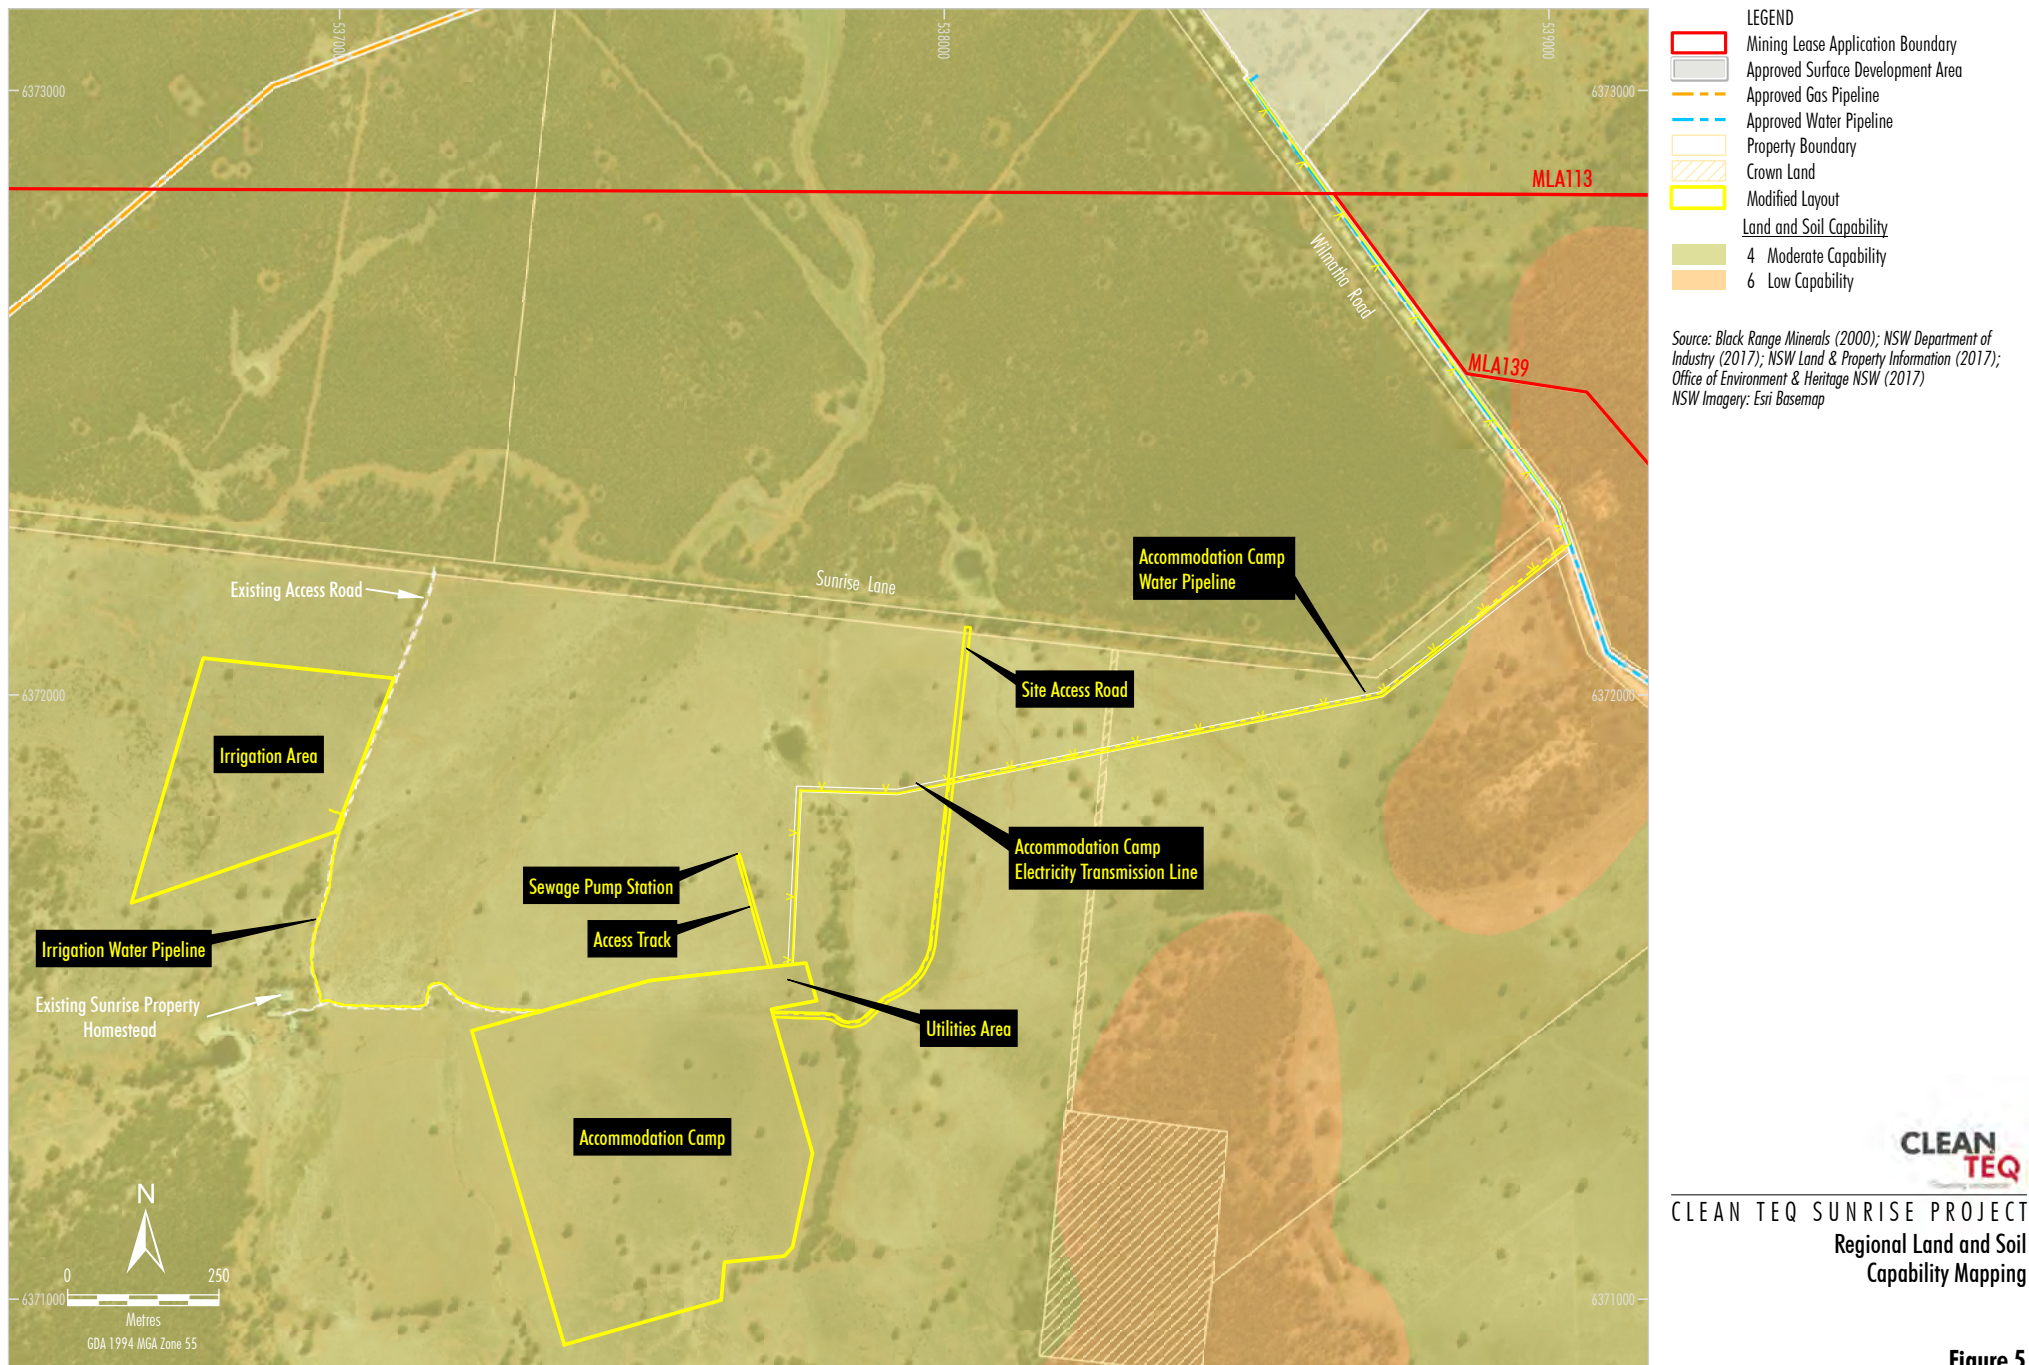 537000
538000
539000
6373000
6373000
MLA113
Wilmatha Road
MLA139
Accommodation Camp
Water Pipeline
Existing Access Road
Sunrise Lane
Site Access Road
6372000
6372000
Irrigation Area
Accommodation Camp
Electricity Transmission Line
Sewage Pump Station
Access Track
Irrigation Water Pipeline
Existing Sunrise Property
Homestead
Utilities Area
Accommodation Camp
N
0 250
Metres
GDA 1994 MGA Zone 55
6371000
6371000
LEGEND
Mining Lease Application Boundary
Approved Surface Development Area
Approved Gas Pipeline
Approved Water Pipeline
Property Boundary
Crown Land
Modified Layout
Land and Soil Capability
4 Moderate Capability
6 Low Capability
Source: Black Range Minerals (2000); NSW Department of
Industry (2017); NSW Land & Property Information (2017);
Office of Environment & Heritage NSW (2017)
NSW Imagery: Esri Basemap
CLEAN
TEQ
CLEAN TEQ SUNRISE PROJECT
Regional Land and Soil
Capability Mapping
Figure 5